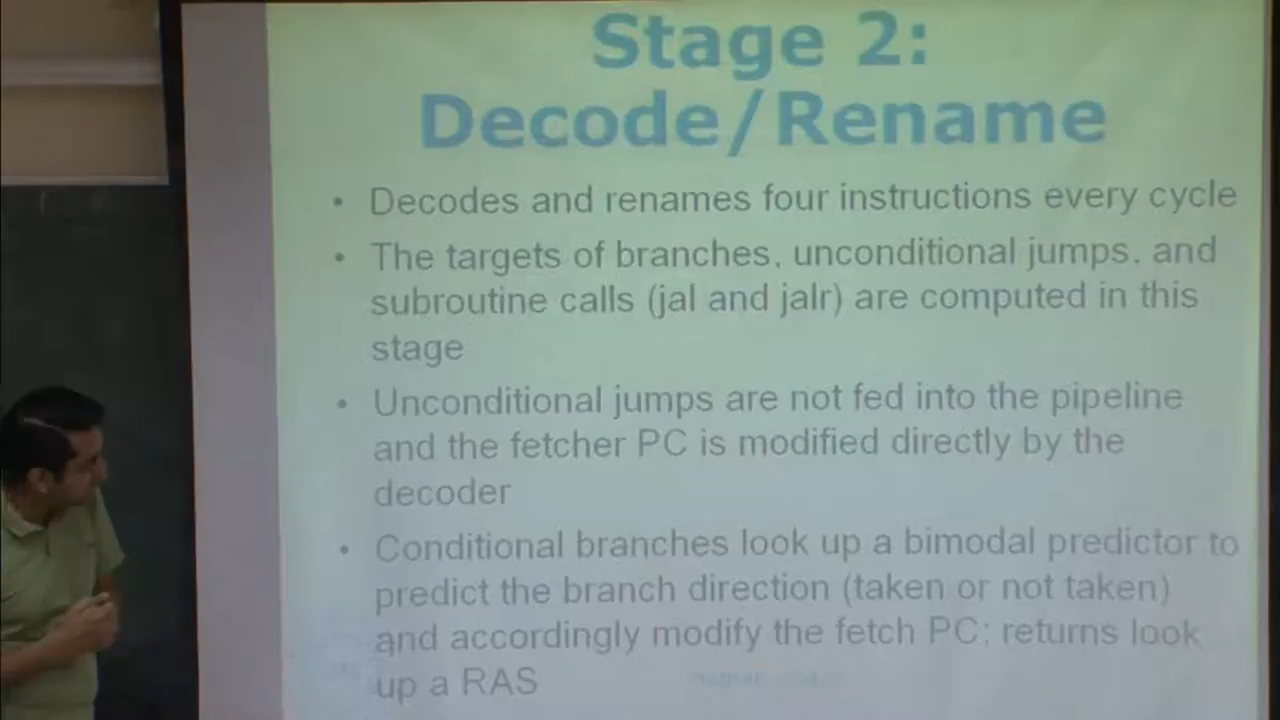 Stage 2:
Decode/Rename
• Decodes and renames four instructions every cycle
• The targets of branches, unconditional jumps, and
subroutine calls (jal and jalr) are computed in this
stage
• Unconditional jumps are not fed into the pipeline
and the fetcher PC is modified directly by the
decoder
• Conditional branches look up a bimodal predictor to
predict the branch direction (taken or not taken)
and accordingly modify the fetch PC; returns look
up a RAS